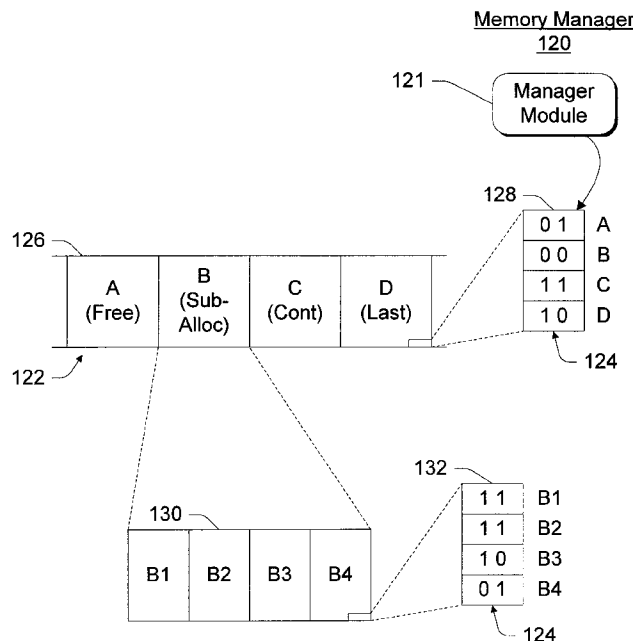 Memory Manager
120
121
Manager
Module
128
0 1 A
0 0 B
1 1 C
1 0 D
124
126
A
(Free)
B
(Sub-
Alloc)
C
(Cont)
D
(Last)
122
130
B1 B2 B3 B4
132
1 1 B1
1 1 B2
1 0 B3
0 1 B4
124